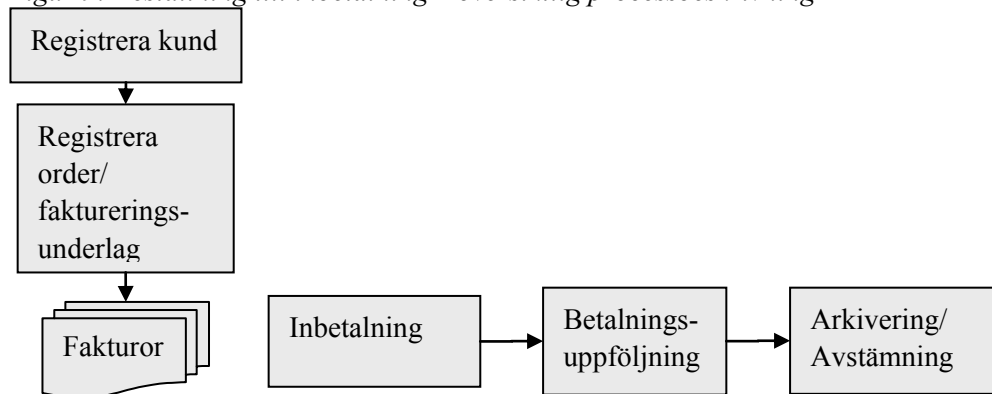 Registrera kund
Registrera
order/
fakturerings-
underlag
Fakturor
Inbetalning
Betalnings-
uppföljning
Arkivering/
Avstämning